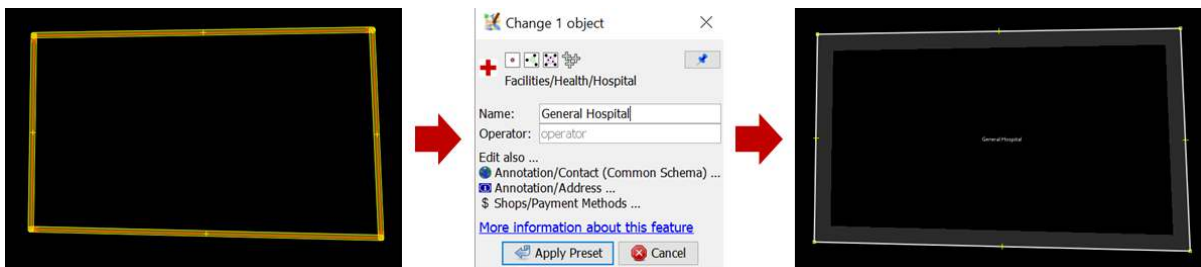 Change 1 object
Facilities/Health/Hospital
Name: General Hospital
Operator: operator
Edit also ...
Annotation/Contact (Common Schema) ...
Annotation/Address ...
$ Shops/Payment Methods ...
More information about this feature
Apply Preset Cancel
General Hospital